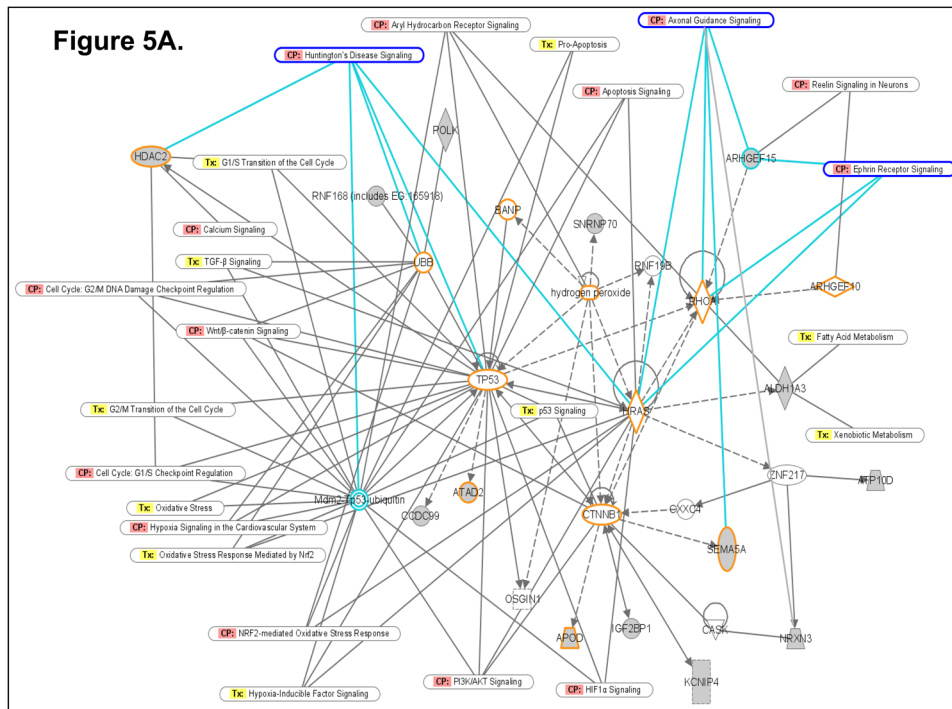 Figure 5A.
CP: Aryl Hydrocarbon Receptor Signaling
CP: Axonal Guidance Signaling
Tx: Pro-Apoptosis
CP: Huntington's Disease Signaling
CP: Apoptosis Signaling
CP: Reelin Signaling in Neurons
POLK
HDAC2
Tx: G1/S Transition of the Cell Cycle
ARHGEF15
CP: Ephrin Receptor Signaling
RNF168 (includes EG:165918)
BANP
SNRNP70
CP: Calcium Signaling
Tx: TGF-β Signaling
UBB
RNF19B
CP: Cell Cycle: G2/M DNA Damage Checkpoint Regulation
hydrogen peroxide
RHOA
ARHGEF10
CP: Wnt/β-catenin Signaling
Tx: Fatty Acid Metabolism
TP53
ALDH1A3
Tx: G2/M Transition of the Cell Cycle
Tx: p53 Signaling
HRAS
Tx: Xenobiotic Metabolism
CP: Cell Cycle: G1/S Checkpoint Regulation
ZNF217
ATP10D
Mdm2-Tp53-ubiquitin
ATAD2
Tx: Oxidative Stress
CCDC99
CXXC4
CTNNB1
CP: Hypoxia Signaling in the Cardiovascular System
Tx: Oxidative Stress Response Mediated by Nrf2
SEMA5A
OSGIN1
CP: NRF2-mediated Oxidative Stress Response
APOD
IGF2BP1
CASK
NRXN3
CP: PI3K/AKT Signaling
CP: HIF1α Signaling
KCNIP4
Tx: Hypoxia-Inducible Factor Signaling